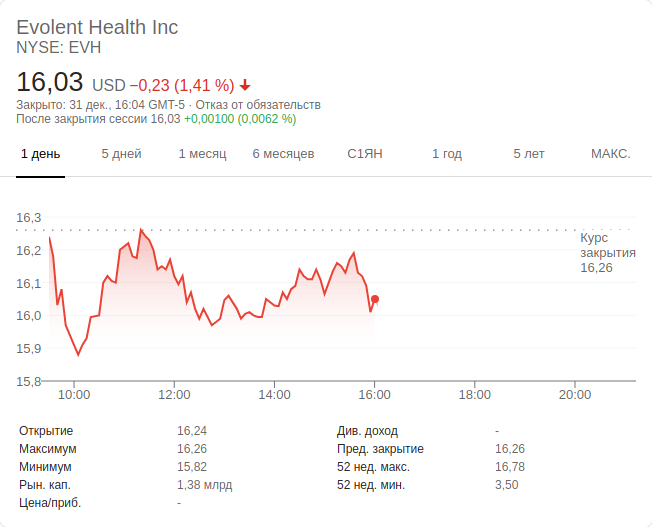 Evolent Health Inc
NYSE: EVH
16,03 USD −0,23 (1,41 %)
Закрыто: 31 дек., 16:04 GMT-5 · Отказ от обязательств
После закрытия сессии 16,03 +0,00100 (0,0062 %)
1 день 5 дней 1 месяц 6 месяцев С1ЯН 1 год 5 лет МАКС.
16,3
16,2
16,1
16,0
15,9
15,8
Курс
закрытия
16,26
10:00 12:00 14:00 16:00 18:00 20:00
Открытие 16,24 Див. доход -
Максимум 16,26 Пред. закрытие 16,26
Минимум 15,82 52 нед. макс. 16,78
Рын. кап. 1,38 млрд 52 нед. мин. 3,50
Цена/приб. -